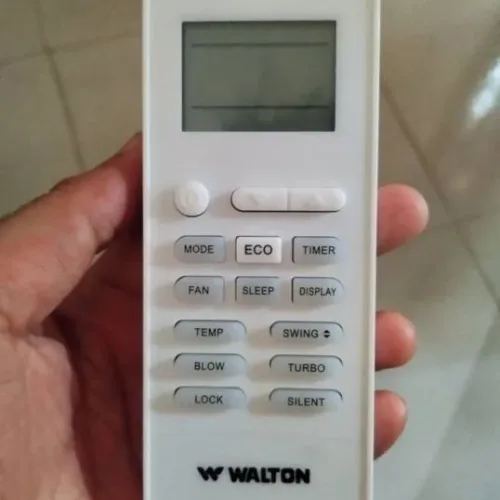 MODE ECO TIMER
FAN SLEEP DISPLAY
TEMP SWING
BLOW TURBO
LOCK SILENT
WALTON